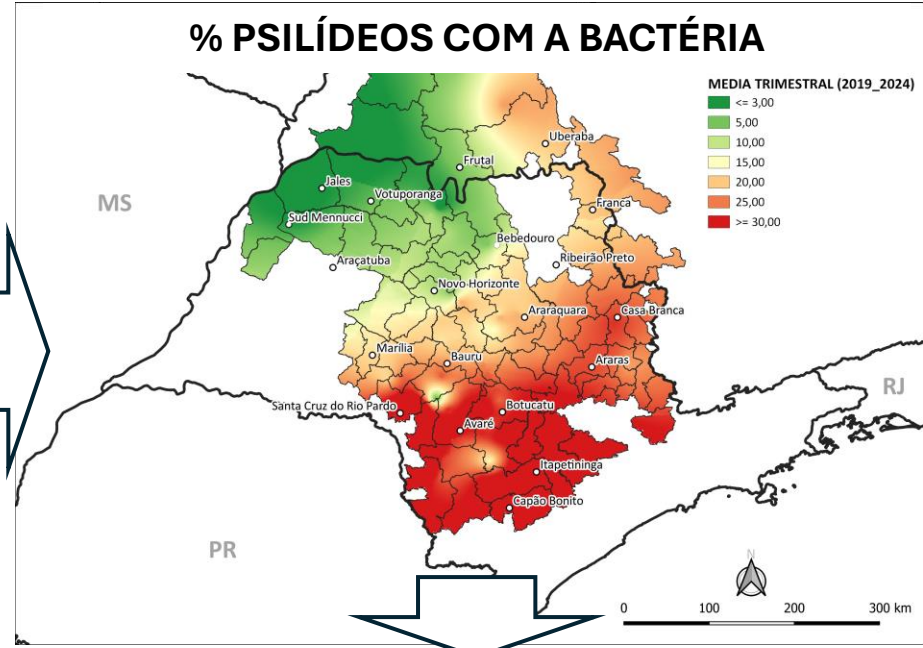 % PSILÍDEOS COM A BACTÉRIA
MEDIA TRIMESTRAL (2019_2024)
<= 3,00
5,00
10,00
15,00
20,00
25,00
>= 30,00
Uberaba
Frutal
Jales
Votuporanga
MS
Franca
Sud Mennucci
Bebedouro
Araçatuba
Ribeirão Preto
Novo Horizonte
Araraquara
Casa Branca
Marília
Bauru
Araras
RJ
Santa Cruz do Rio Pardo
Botucatu
Avaré
Itapetininga
Capão Bonito
PR
N
0 100 200 300 km